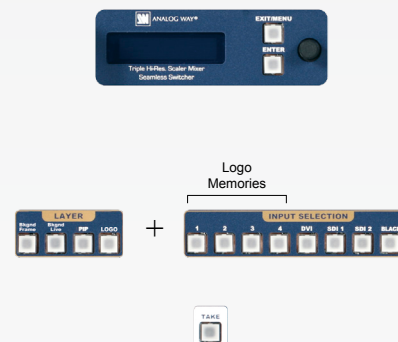 ANALOG WAY®
EXIT/MENU
ENTER
Triple Hi-Res. Scaler Mixer
Seamless Switcher
Logo
Memories
LAYER
Bkgnd Frame
Bkgnd Live
PIP
LOGO
+
INPUT SELECTION
1 2 3 4 DVI SDI 1 SDI 2 BLACK
TAKE